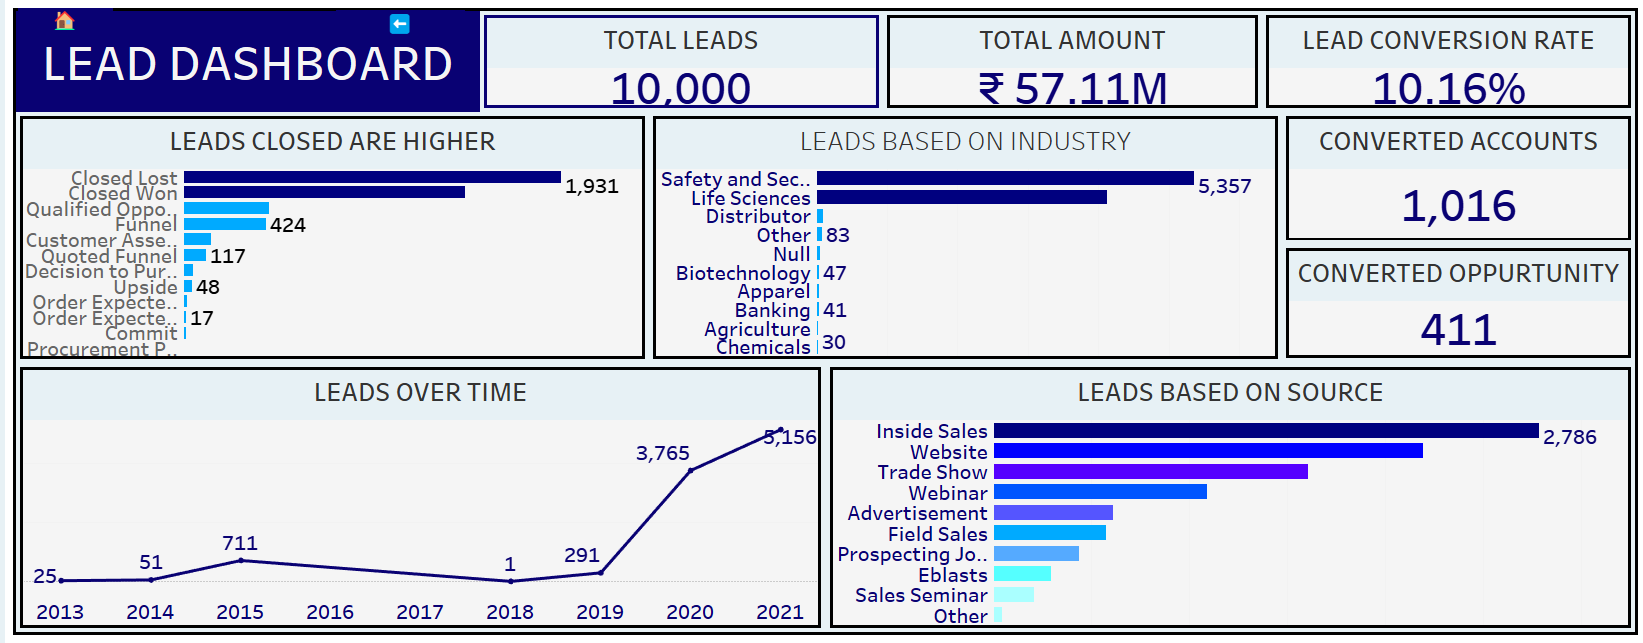 LEAD DASHBOARD
TOTAL LEADS
10,000
TOTAL AMOUNT
₹ 57.11M
LEAD CONVERSION RATE
10.16%
LEADS CLOSED ARE HIGHER
Closed Lost
1,931
Closed Won
Qualified Oppo..
Funnel
424
Customer Asse..
Quoted Funnel
117
Decision to Pur..
Upside
48
Order Expecte..
Order Expecte..
17
Commit
Procurement P..
LEADS BASED ON INDUSTRY
Safety and Sec..
5,357
Life Sciences
Distributor
Other
83
Null
Biotechnology
47
Apparel
Banking
41
Agriculture
Chemicals
30
CONVERTED ACCOUNTS
1,016
CONVERTED OPPURTUNITY
411
LEADS OVER TIME
5,156
3,765
711
51
25
1
291
2013 2014 2015 2016 2017 2018 2019 2020 2021
LEADS BASED ON SOURCE
Inside Sales
2,786
Website
Trade Show
Webinar
Advertisement
Field Sales
Prospecting Jo..
Eblasts
Sales Seminar
Other